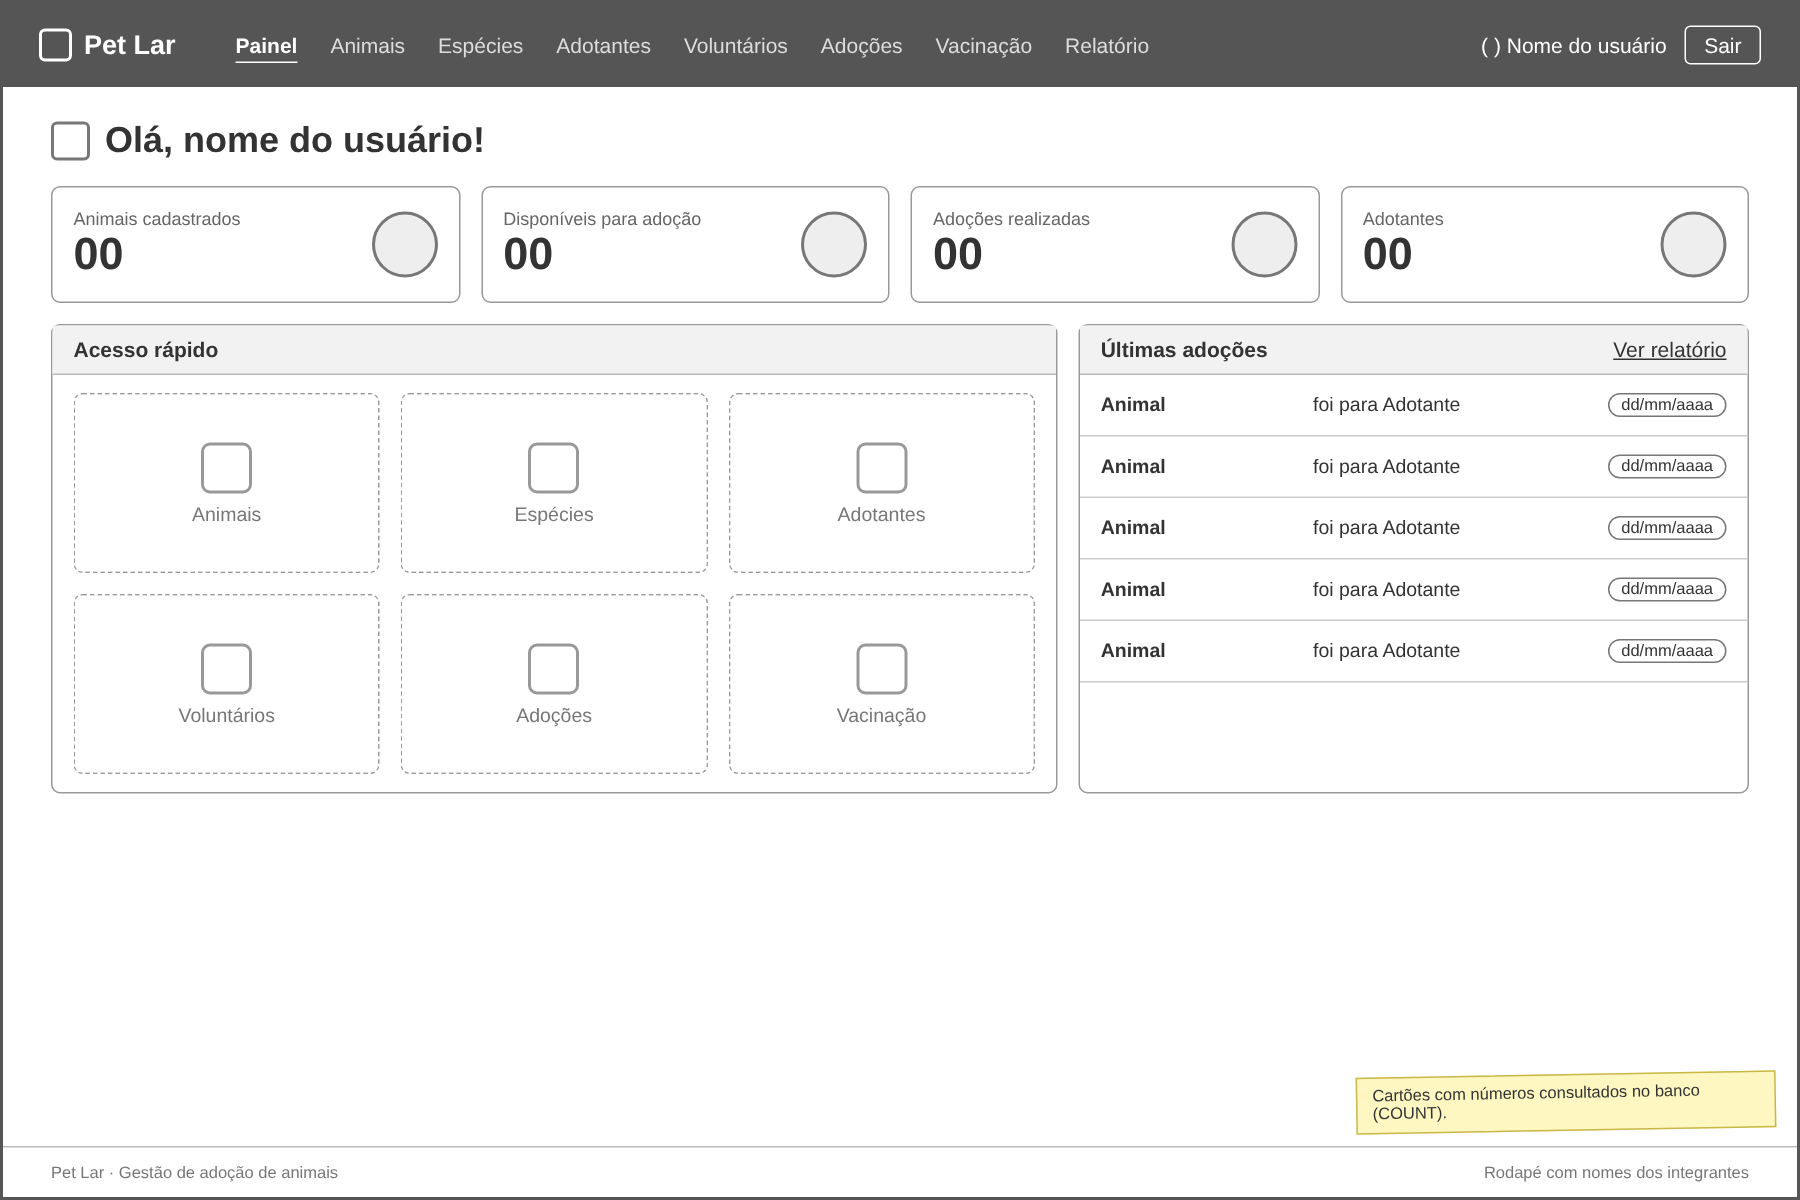 Pet Lar
Painel
Animais
Espécies
Adotantes
Voluntários
Adoções
Vacinação
Relatório
( ) Nome do usuário
Sair
Olá, nome do usuário!
Animais cadastrados
00
Disponíveis para adoção
00
Adoções realizadas
00
Adotantes
00
Acesso rápido
Animais
Espécies
Adotantes
Voluntários
Adoções
Vacinação
Últimas adoções
Ver relatório
Animal foi para Adotante dd/mm/aaaa
Animal foi para Adotante dd/mm/aaaa
Animal foi para Adotante dd/mm/aaaa
Animal foi para Adotante dd/mm/aaaa
Animal foi para Adotante dd/mm/aaaa
Cartões com números consultados no banco
(COUNT).
Pet Lar · Gestão de adoção de animais
Rodapé com nomes dos integrantes